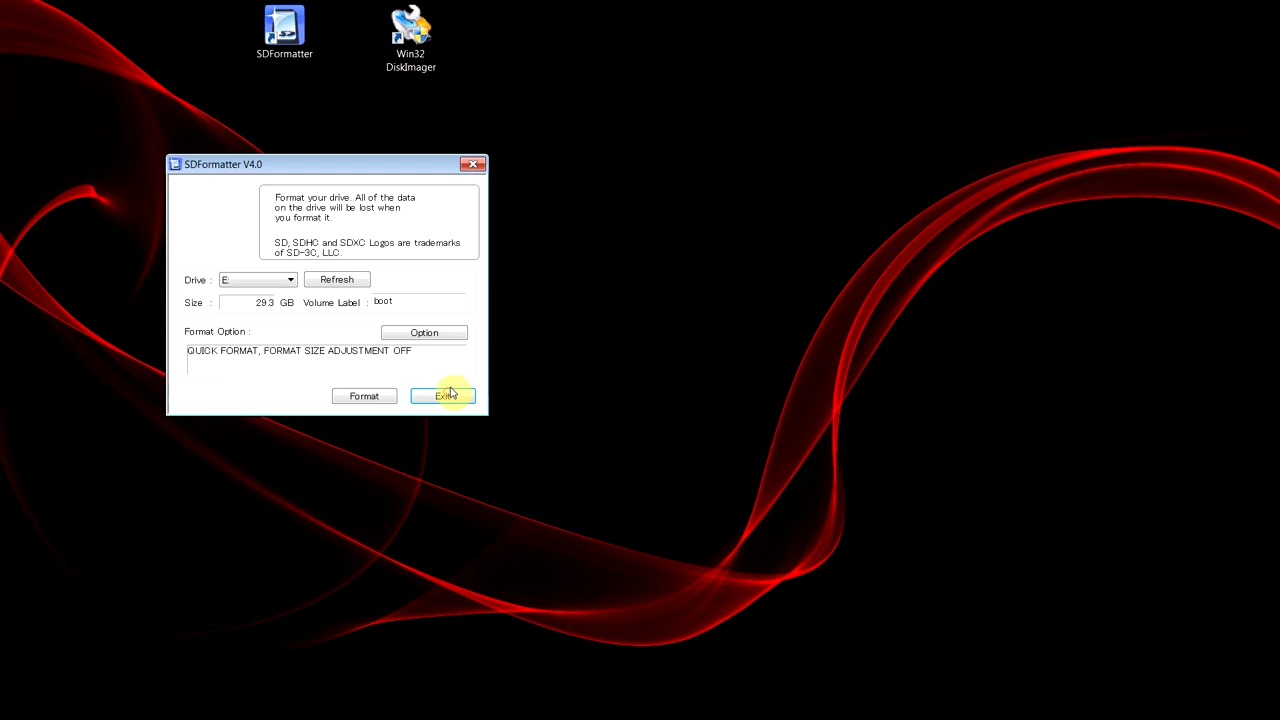 SDFormatter
Win32
DiskImager
SDFormatter V4.0
Format your drive. All of the data
on the drive will be lost when
you format it.
SD, SDHC and SDXC Logos are trademarks
of SD-3C, LLC.
Drive : E: Refresh
Size : 29.3 GB Volume Label : boot
Format Option : Option
QUICK FORMAT, FORMAT SIZE ADJUSTMENT OFF
Format Exit